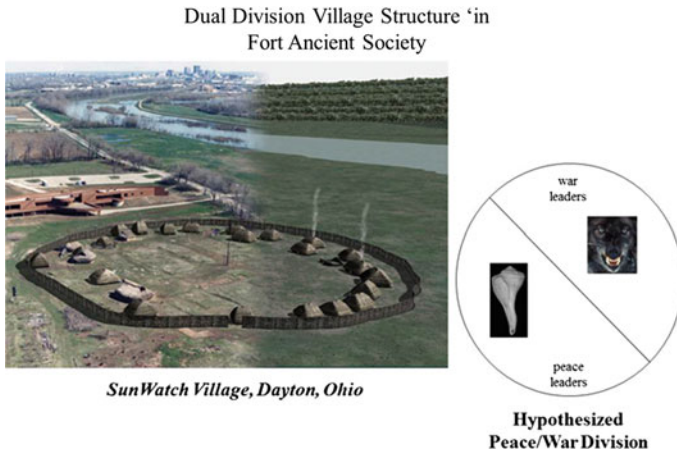 Dual Division Village Structure ‘in
Fort Ancient Society
war
leaders
peace
leaders
SunWatch Village, Dayton, Ohio
Hypothesized
Peace/War Division